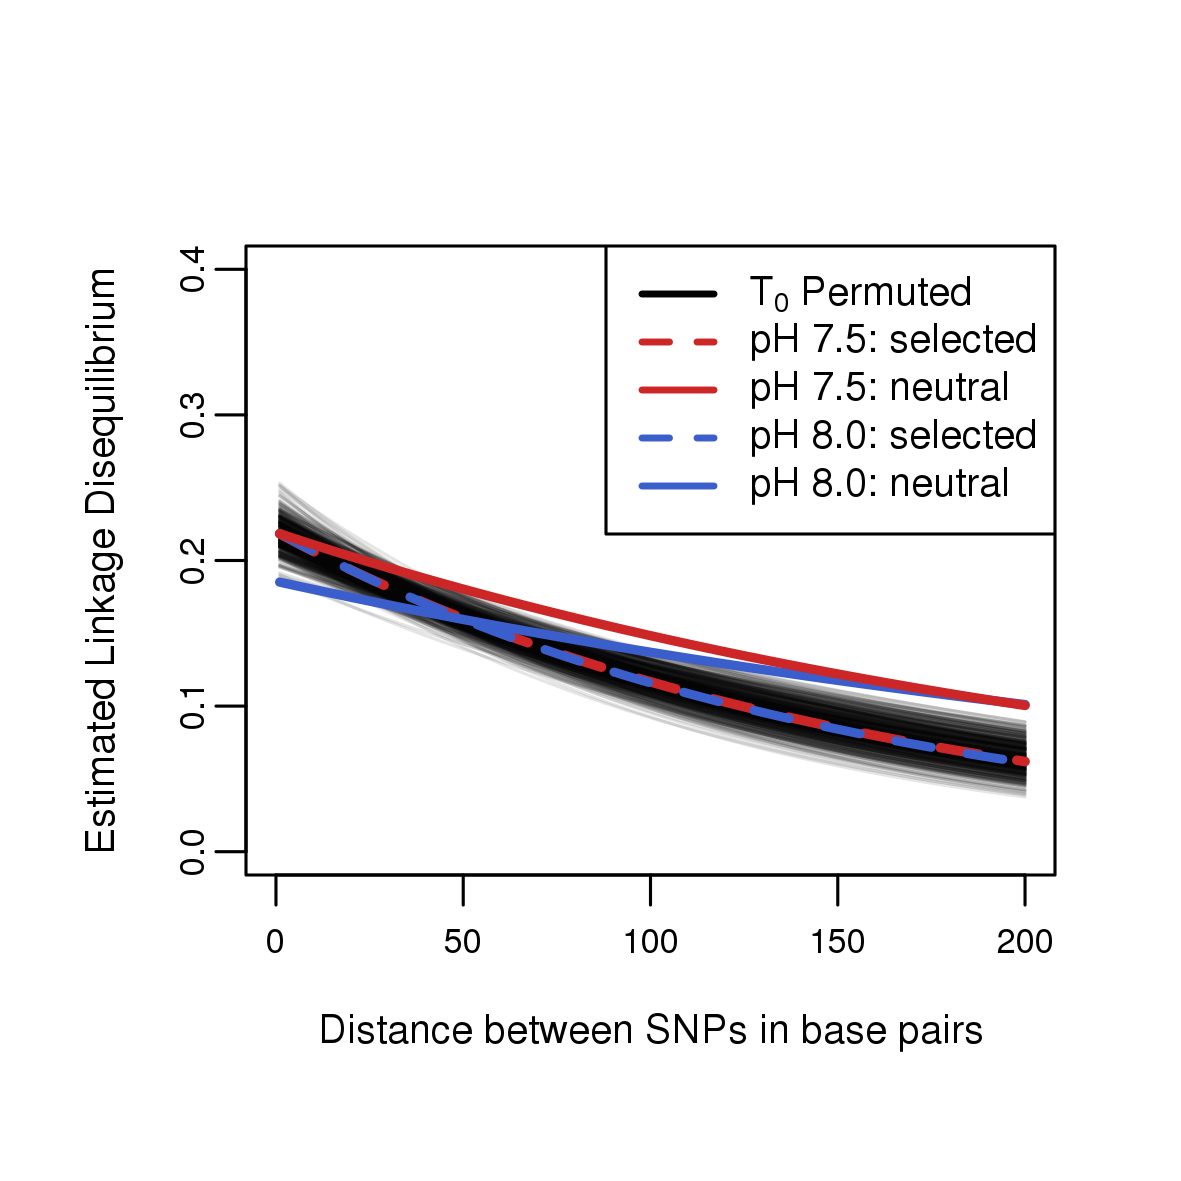 T₀ Permuted
pH 7.5: selected
pH 7.5: neutral
pH 8.0: selected
pH 8.0: neutral
Estimated Linkage Disequilibrium
0.4
0.3
0.2
0.1
0.0
0 50 100 150 200
Distance between SNPs in base pairs